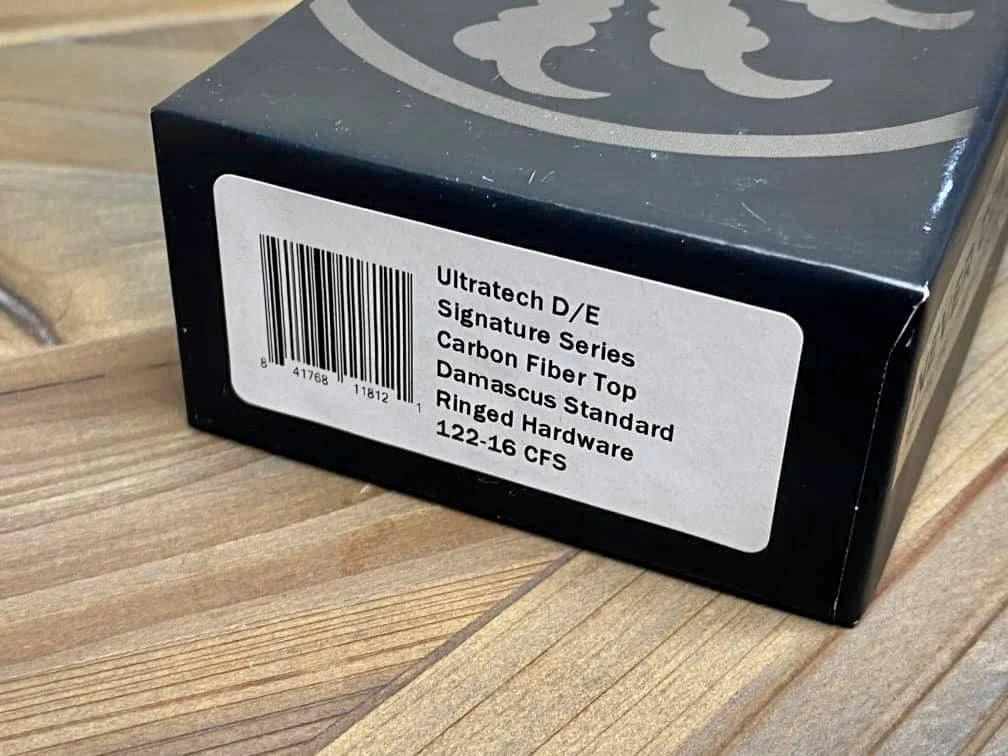 Ultratech D/E
Signature Series
Carbon Fiber Top
Damascus Standard
Ringed Hardware
122-16 CFS
8 41768 11812 1